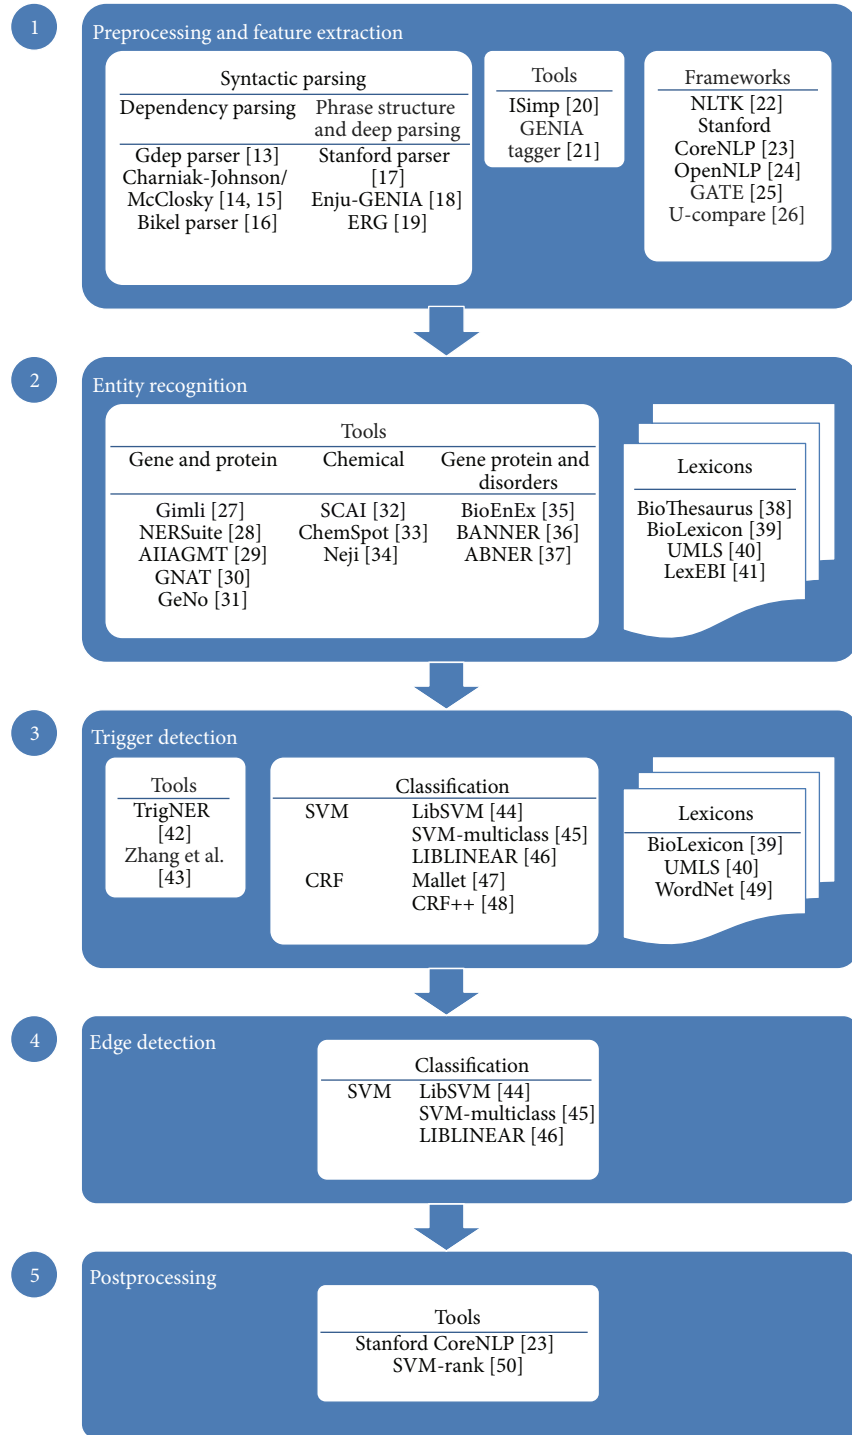 1
Preprocessing and feature extraction
Syntactic parsing
Dependency parsing
Gdep parser [13]
Charniak-Johnson/
McClosky [14, 15]
Bikel parser [16]
Phrase structure
and deep parsing
Stanford parser
[17]
Enju-GENIA [18]
ERG [19]
Tools
ISimp [20]
GENIA
tagger [21]
Frameworks
NLTK [22]
Stanford
CoreNLP [23]
OpenNLP [24]
GATE [25]
U-compare [26]
2
Entity recognition
Tools
Gene and protein
Gimli [27]
NERSuite [28]
AIIAGMT [29]
GNAT [30]
GeNo [31]
Chemical
SCAI [32]
ChemSpot [33]
Neji [34]
Gene protein and
disorders
BioEnEx [35]
BANNER [36]
ABNER [37]
Lexicons
BioThesaurus [38]
BioLexicon [39]
UMLS [40]
LexEBI [41]
3
Trigger detection
Tools
TrigNER
[42]
Zhang et al.
[43]
Classification
SVM LibSVM [44]
SVM-multiclass [45]
LIBLINEAR [46]
CRF Mallet [47]
CRF++ [48]
Lexicons
BioLexicon [39]
UMLS [40]
WordNet [49]
4
Edge detection
Classification
SVM LibSVM [44]
SVM-multiclass [45]
LIBLINEAR [46]
5
Postprocessing
Tools
Stanford CoreNLP [23]
SVM-rank [50]